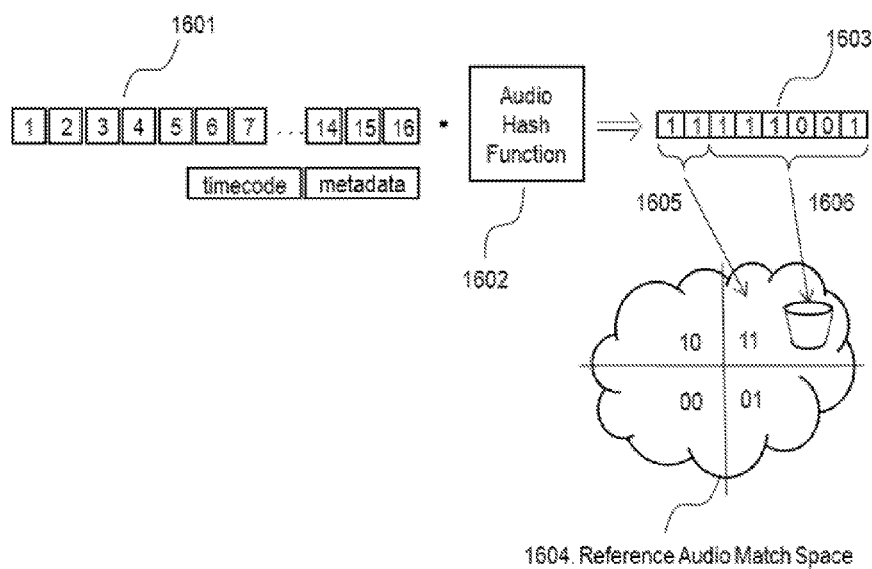 1601
1603
1 2 3 4 5 6 7 ... 14 15 16 * Audio Hash Function 1 1 1 1 1 0 0 1
timecode metadata
1605 1606
1602
10 11
00 01
1604. Reference Audio Match Space